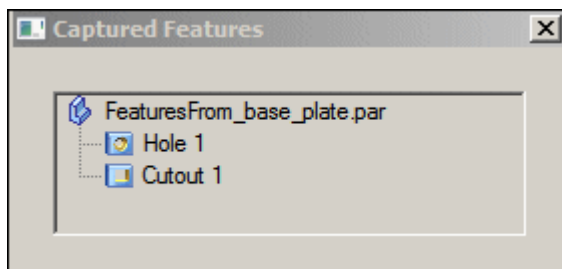 Captured Features
FeaturesFrom_base_plate.par
Hole 1
Cutout 1